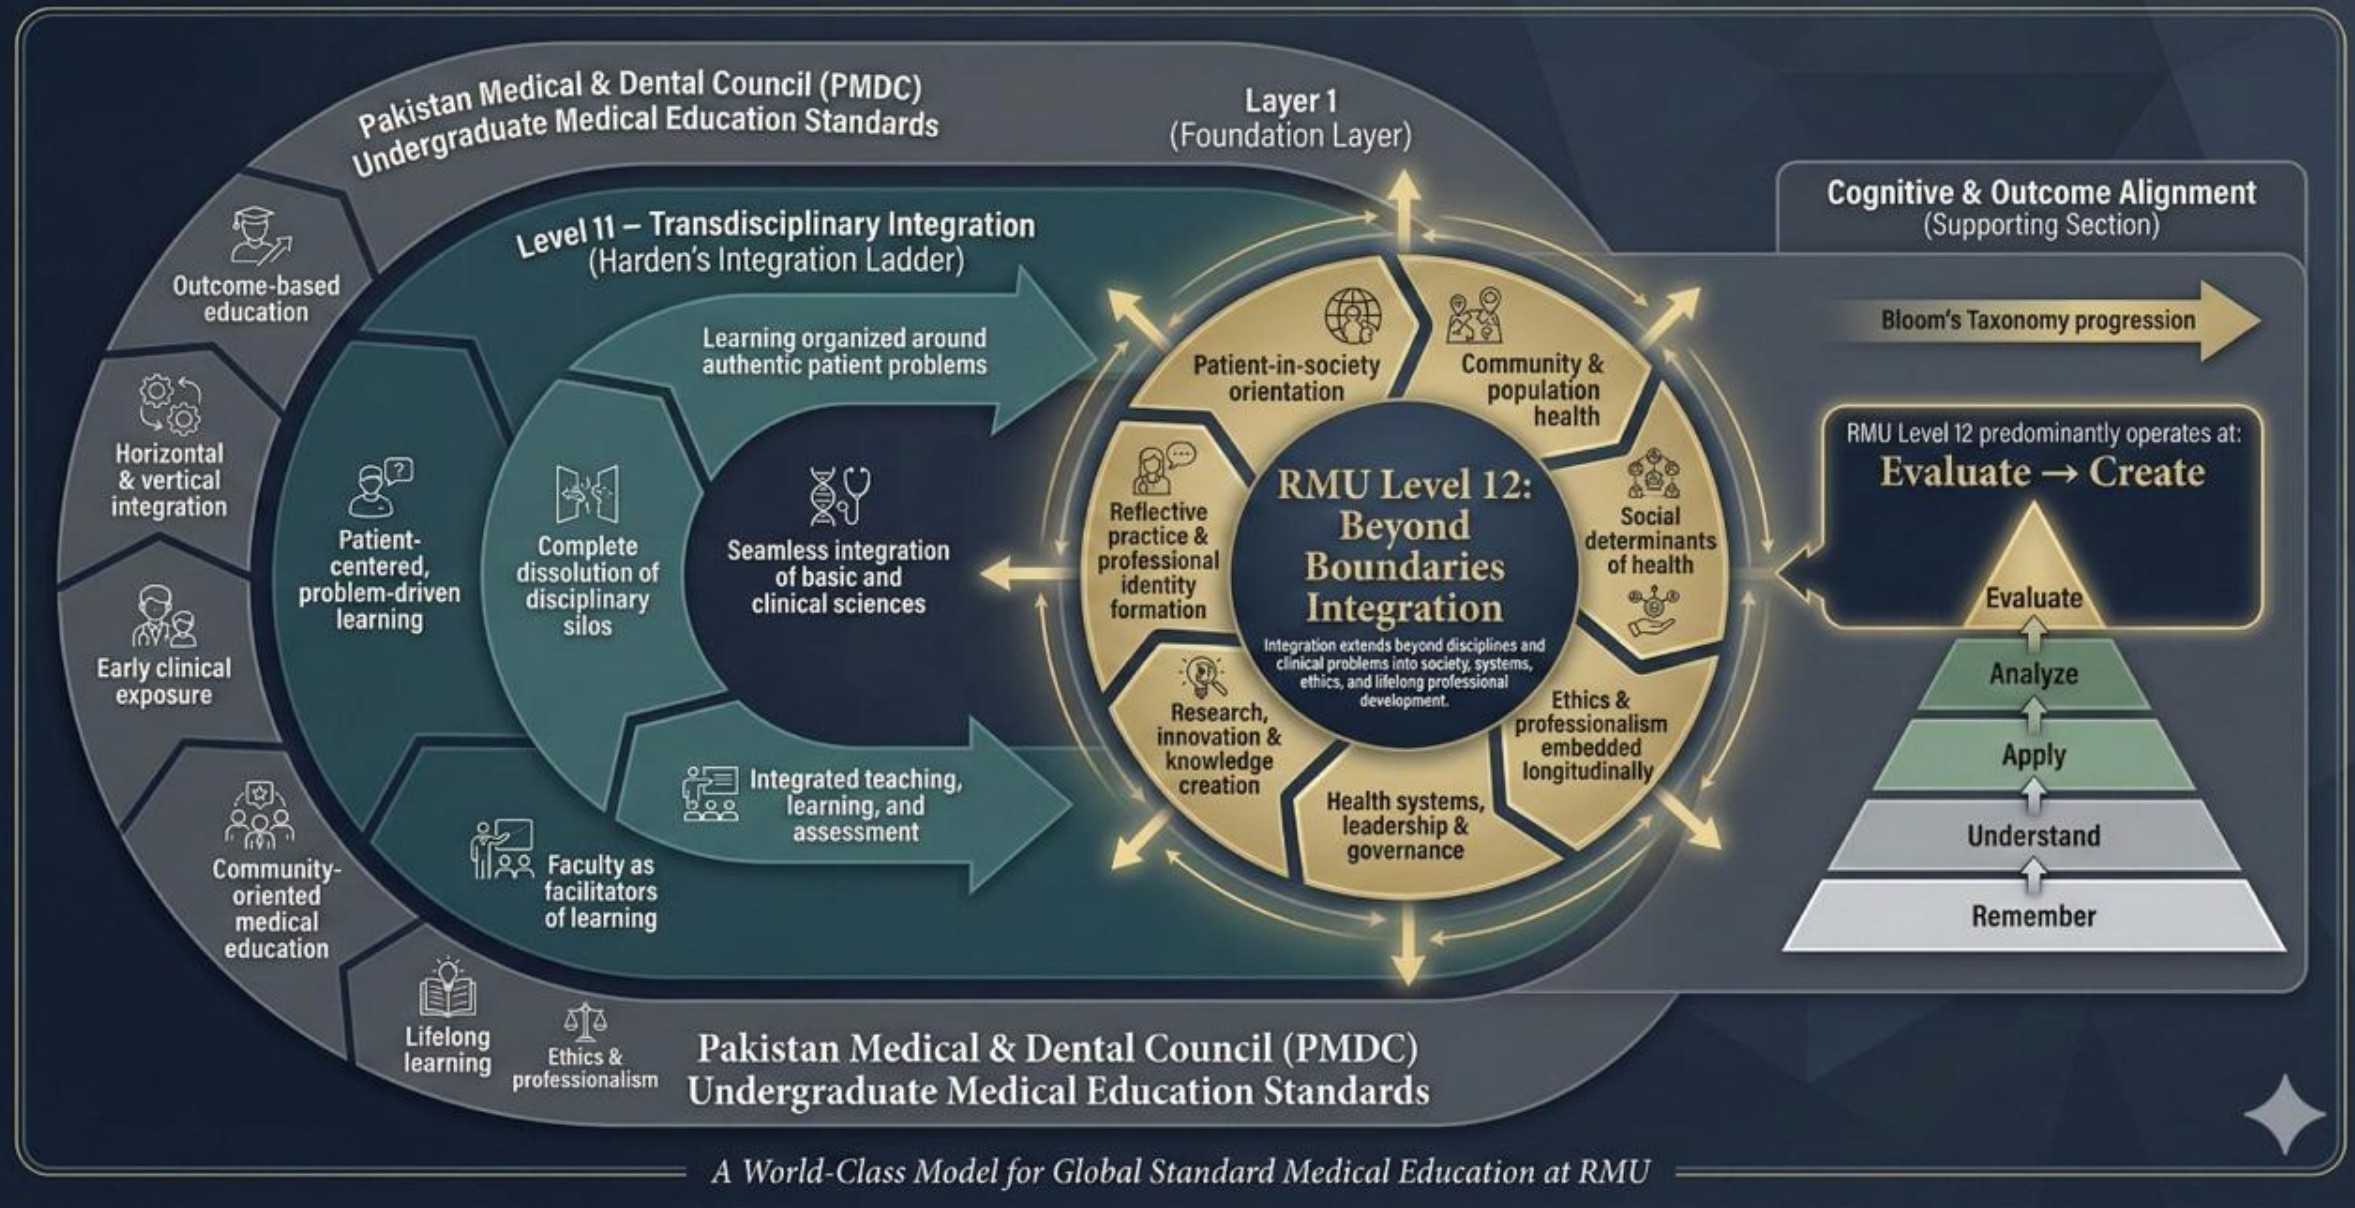 Pakistan Medical & Dental Council (PMDC)
Undergraduate Medical Education Standards
Layer 1
(Foundation Layer)
Outcome-based
education
Horizontal
& vertical
integration
Early clinical
exposure
Community-
oriented
medical
education
Lifelong
learning
Ethics &
professionalism
Pakistan Medical & Dental Council (PMDC)
Undergraduate Medical Education Standards
Level 11 – Transdisciplinary Integration
(Harden's Integration Ladder)
Learning organized around
authentic patient problems
Patient-
centered,
problem-driven
learning
Complete
dissolution of
disciplinary
silos
Seamless integration
of basic and
clinical sciences
Integrated teaching,
learning, and
assessment
Faculty as
facilitators
of learning
Patient-in-society
orientation
Community &
population
health
Social
determinants
of health
Ethics &
professionalism
embedded
longitudinally
Health systems,
leadership &
governance
Research,
innovation &
knowledge
creation
Reflective
practice &
professional
identity
formation
RMU Level 12:
Beyond
Boundaries
Integration
Integration extends beyond disciplines and
clinical problems into society, systems,
ethics, and lifelong professional
development.
Cognitive & Outcome Alignment
(Supporting Section)
Bloom's Taxonomy progression
RMU Level 12 predominantly operates at:
Evaluate → Create
Evaluate
Analyze
Apply
Understand
Remember
A World-Class Model for Global Standard Medical Education at RMU